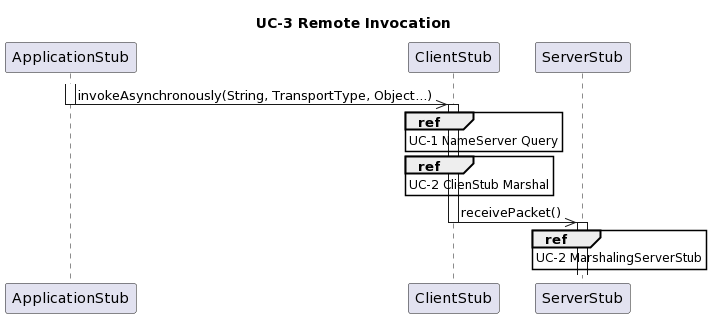 UC-3 Remote Invocation
ApplicationStub
ClientStub
ServerStub
invokeAsynchronously(String, TransportType, Object...)
ref
UC-1 NameServer Query
ref
UC-2 ClienStub Marshal
receivePacket()
ref
UC-2 MarshalingServerStub
ApplicationStub
ClientStub
ServerStub